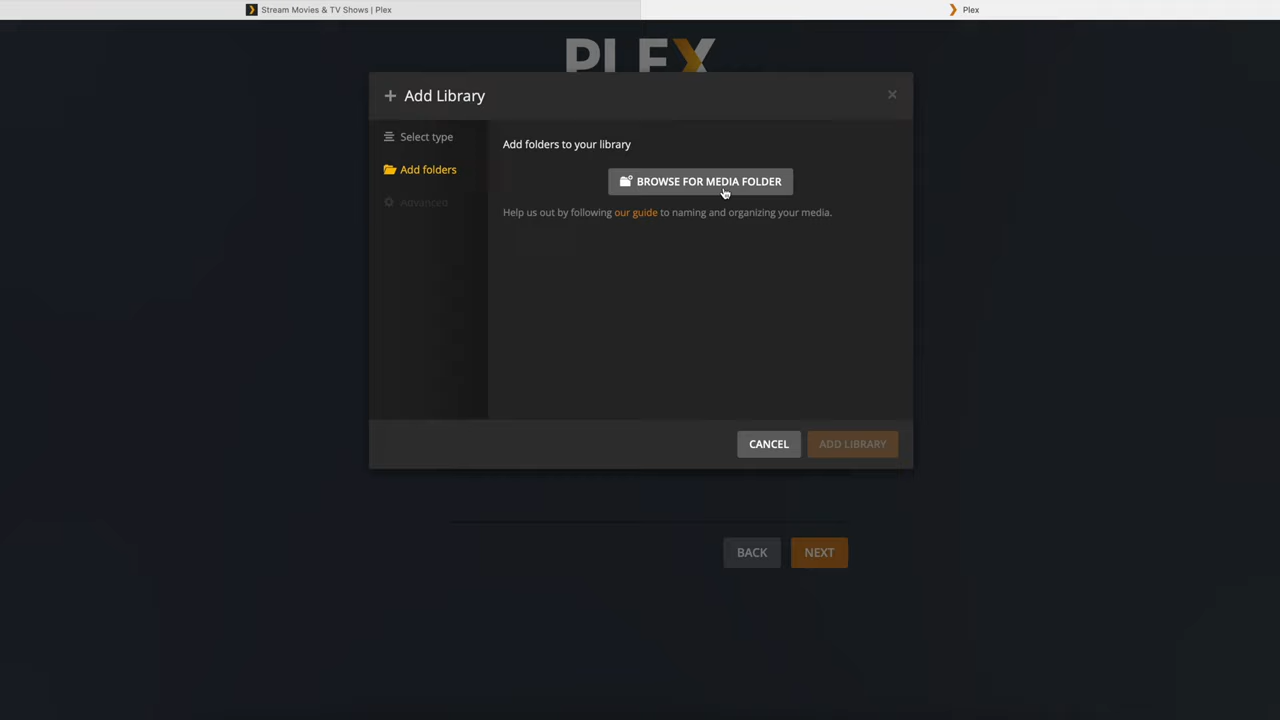 Stream Movies & TV Shows | Plex
Plex
PLEX
Add Library
Select type
Add folders
Advanced
Add folders to your library
BROWSE FOR MEDIA FOLDER
Help us out by following our guide to naming and organizing your media.
CANCEL
ADD LIBRARY
BACK
NEXT